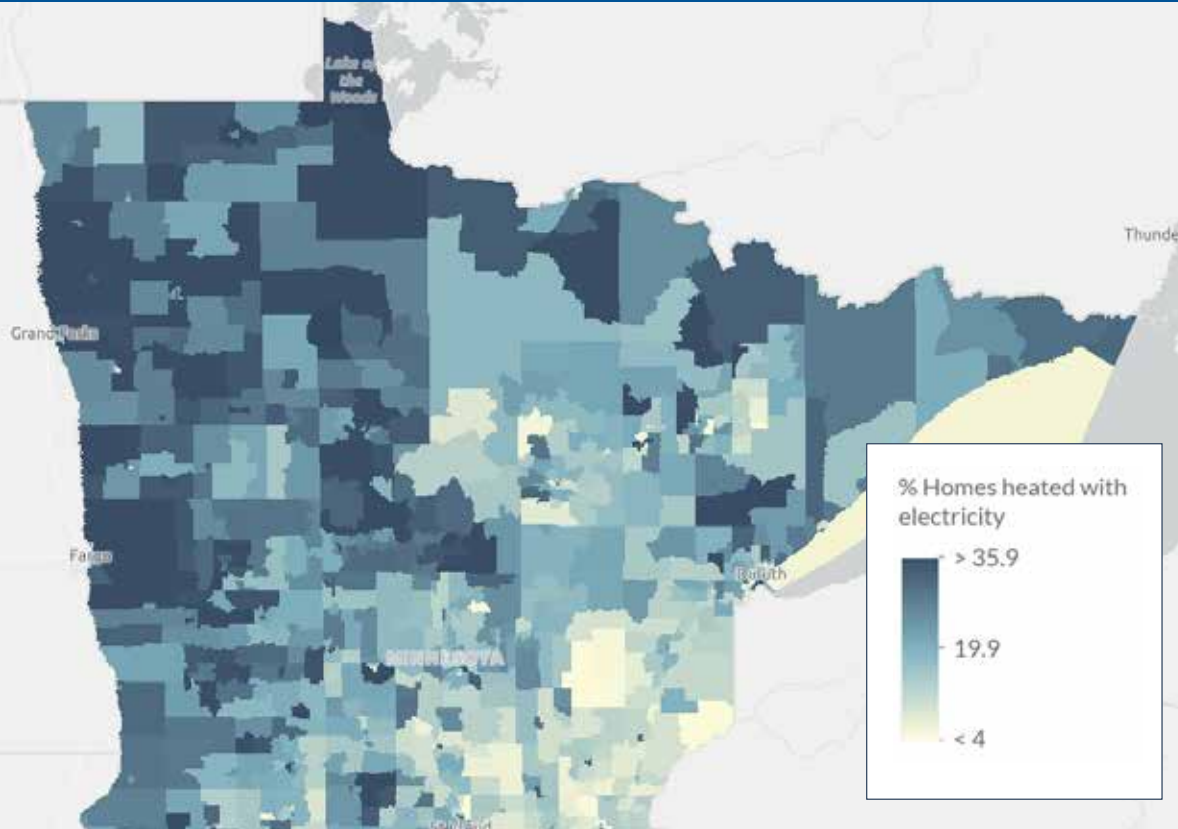 Lake of
the
Woods
Thunde
Grand Forks
Fargo
Duluth
MINNESOTA
% Homes heated with
electricity
> 35.9
19.9
< 4